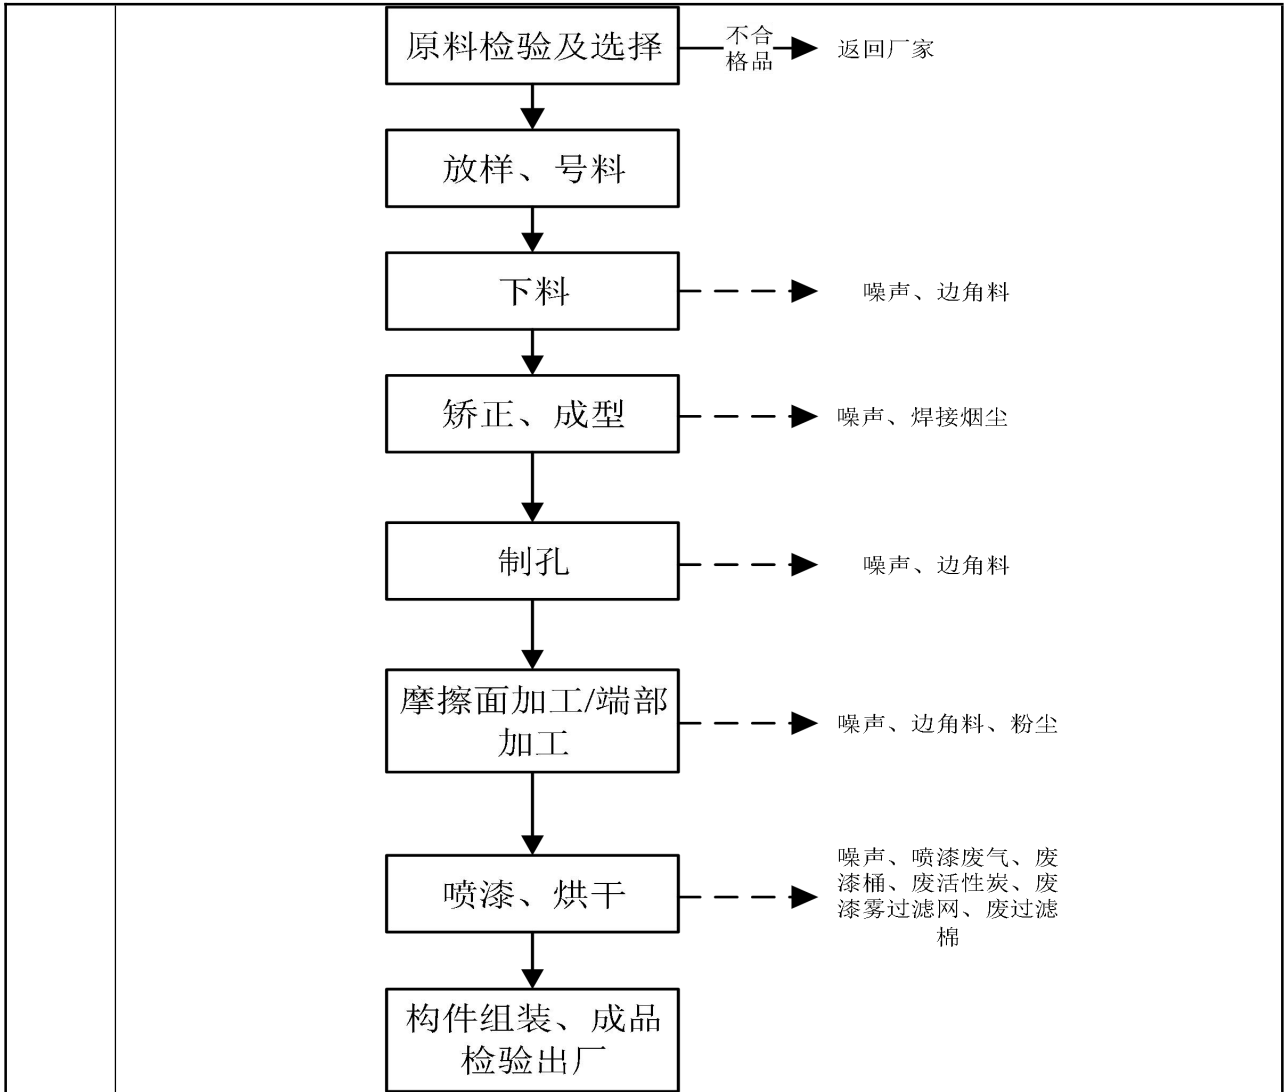 原料检验及选择
不合
格品
返回厂家
放样、号料
下料
噪声、边角料
矫正、成型
噪声、焊接烟尘
制孔
噪声、边角料
摩擦面加工/端部
加工
噪声、边角料、粉尘
喷漆、烘干
噪声、喷漆废气、废
漆桶、废活性炭、废
漆雾过滤网、废过滤
棉
构件组装、成品
检验出厂